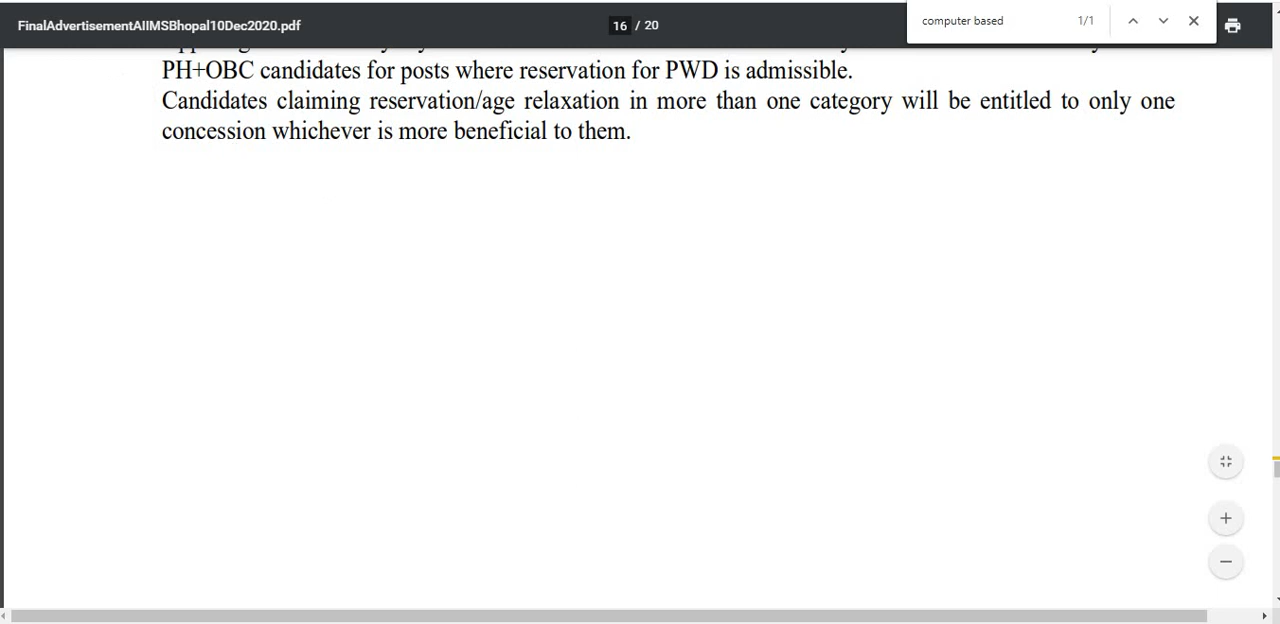 FinalAdvertisementAIIMSBhopal10Dec2020.pdf
16 / 20
computer based 1/1
PH+OBC candidates for posts where reservation for PWD is admissible.
Candidates claiming reservation/age relaxation in more than one category will be entitled to only one
concession whichever is more beneficial to them.